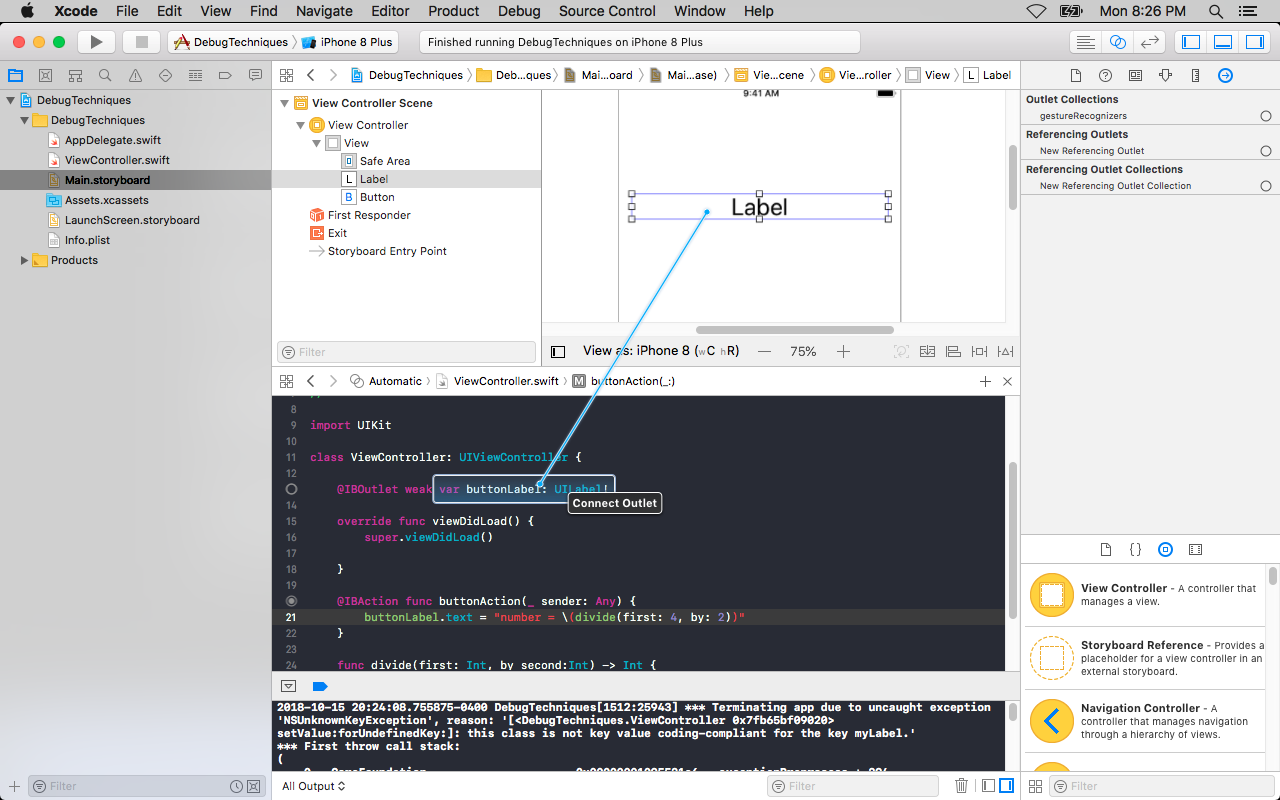 Xcode File Edit View Find Navigate Editor Product Debug Source Control Window Help Mon 8:26 PM
DebugTechniques iPhone 8 Plus Finished running DebugTechniques on iPhone 8 Plus
DebugTechniques Deb...ques Mai...oard Mai...ase) Vie...cene Vie...roller View L Label
DebugTechniques
DebugTechniques
AppDelegate.swift
ViewController.swift
Main.storyboard
Assets.xcassets
LaunchScreen.storyboard
Info.plist
Products
Filter
View Controller Scene
View Controller
View
Safe Area
L Label
B Button
First Responder
Exit
Storyboard Entry Point
Filter
9:41 AM
Label
View as: iPhone 8 (wC hR) — 75% +
Automatic ViewController.swift M buttonAction(_:)
8
9 import UIKit
10
11 class ViewController: UIViewController {
12
@IBOutlet weak var buttonLabel: UILabel!
Connect Outlet
14
15 override func viewDidLoad() {
16 super.viewDidLoad()
17
18 }
19
@IBAction func buttonAction(_ sender: Any) {
21 buttonLabel.text = "number = \(divide(first: 4, by: 2))"
22 }
23
24 func divide(first: Int, by second:Int) -> Int {
2018-10-15 20:24:08.755875-0400 DebugTechniques[1512:25943] *** Terminating app due to uncaught exception
'NSUnknownKeyException', reason: '[<DebugTechniques.ViewController 0x7fb65bf09020>
setValue:forUndefinedKey:]: this class is not key value coding-compliant for the key myLabel.'
*** First throw call stack:
(
All Output
Filter
Outlet Collections
gestureRecognizers
Referencing Outlets
New Referencing Outlet
Referencing Outlet Collections
New Referencing Outlet Collection
View Controller - A controller that
manages a view.
Storyboard Reference - Provides a
placeholder for a view controller in an
external storyboard.
Navigation Controller - A
controller that manages navigation
through a hierarchy of views.
Filter